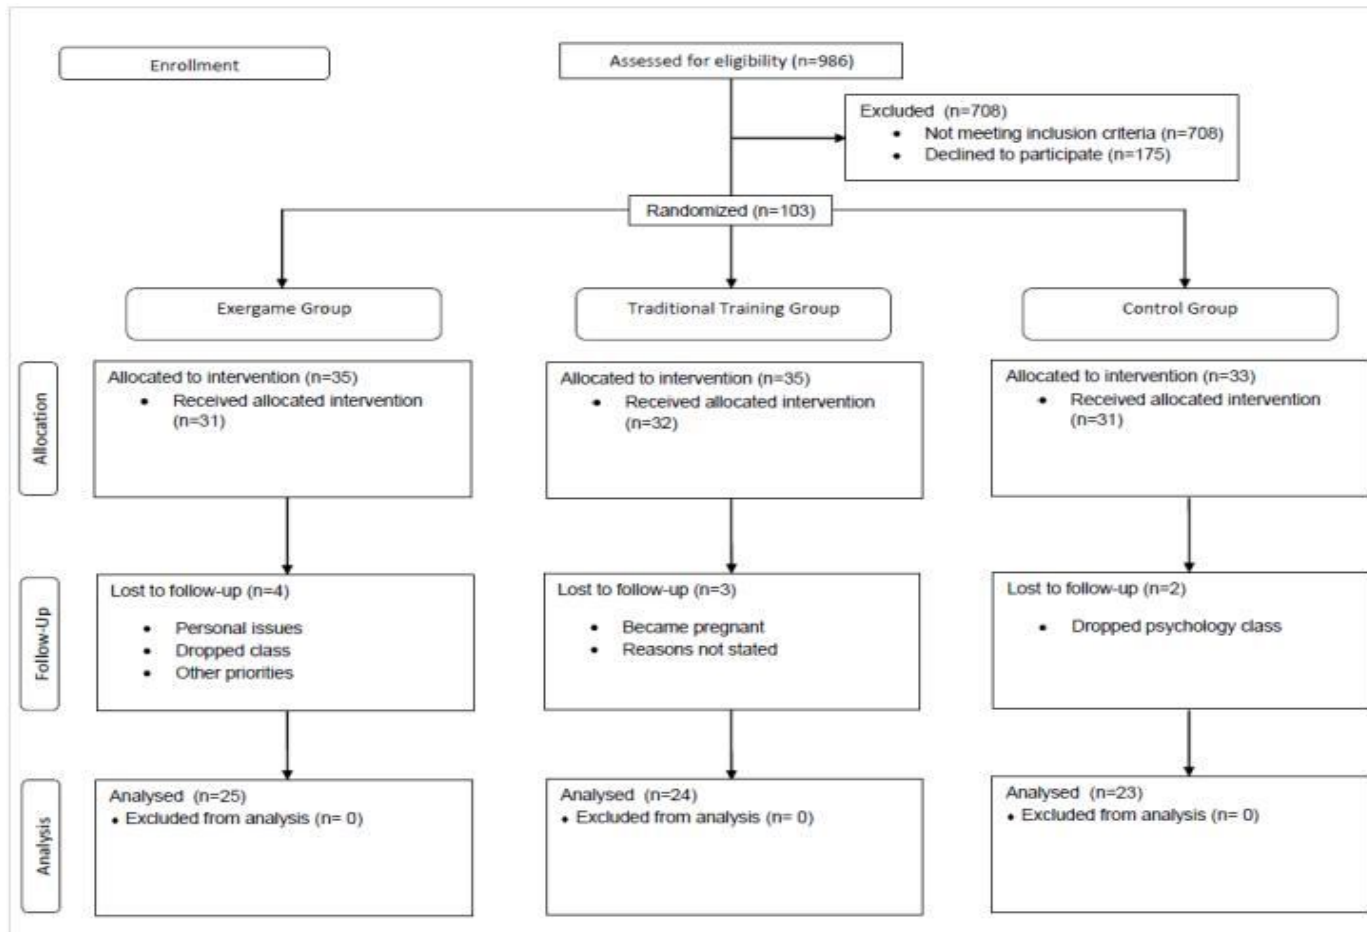 Enrollment
Assessed for eligibility (n=986)
Excluded (n=708)
• Not meeting inclusion criteria (n=708)
• Declined to participate (n=175)
Randomized (n=103)
Exergame Group
Traditional Training Group
Control Group
Allocation
Allocated to intervention (n=35)
• Received allocated intervention
(n=31)
Allocated to intervention (n=35)
• Received allocated intervention
(n=32)
Allocated to intervention (n=33)
• Received allocated intervention
(n=31)
Follow-Up
Lost to follow-up (n=4)
• Personal issues
• Dropped class
• Other priorities
Lost to follow-up (n=3)
• Became pregnant
• Reasons not stated
Lost to follow-up (n=2)
• Dropped psychology class
Analysis
Analysed (n=25)
♦ Excluded from analysis (n= 0)
Analysed (n=24)
♦ Excluded from analysis (n= 0)
Analysed (n=23)
♦ Excluded from analysis (n= 0)